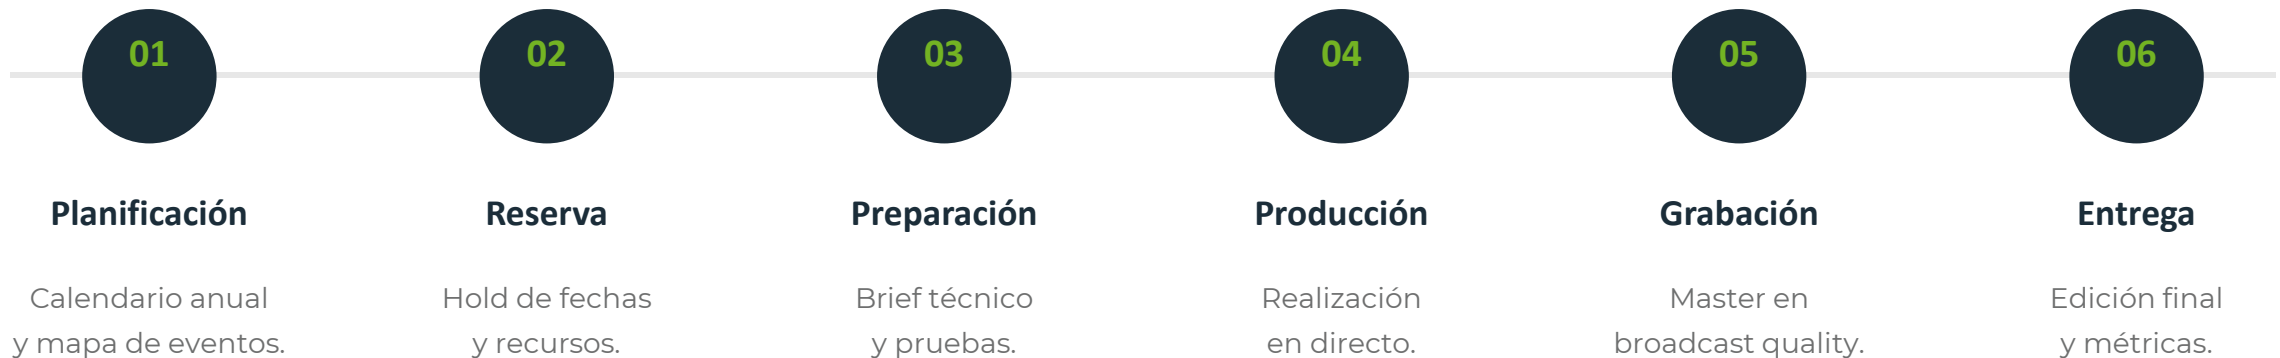 01
Planificación
Calendario anual
y mapa de eventos.
02
Reserva
Hold de fechas
y recursos.
03
Preparación
Brief técnico
y pruebas.
04
Producción
Realización
en directo.
05
Grabación
Master en
broadcast quality.
06
Entrega
Edición final
y métricas.